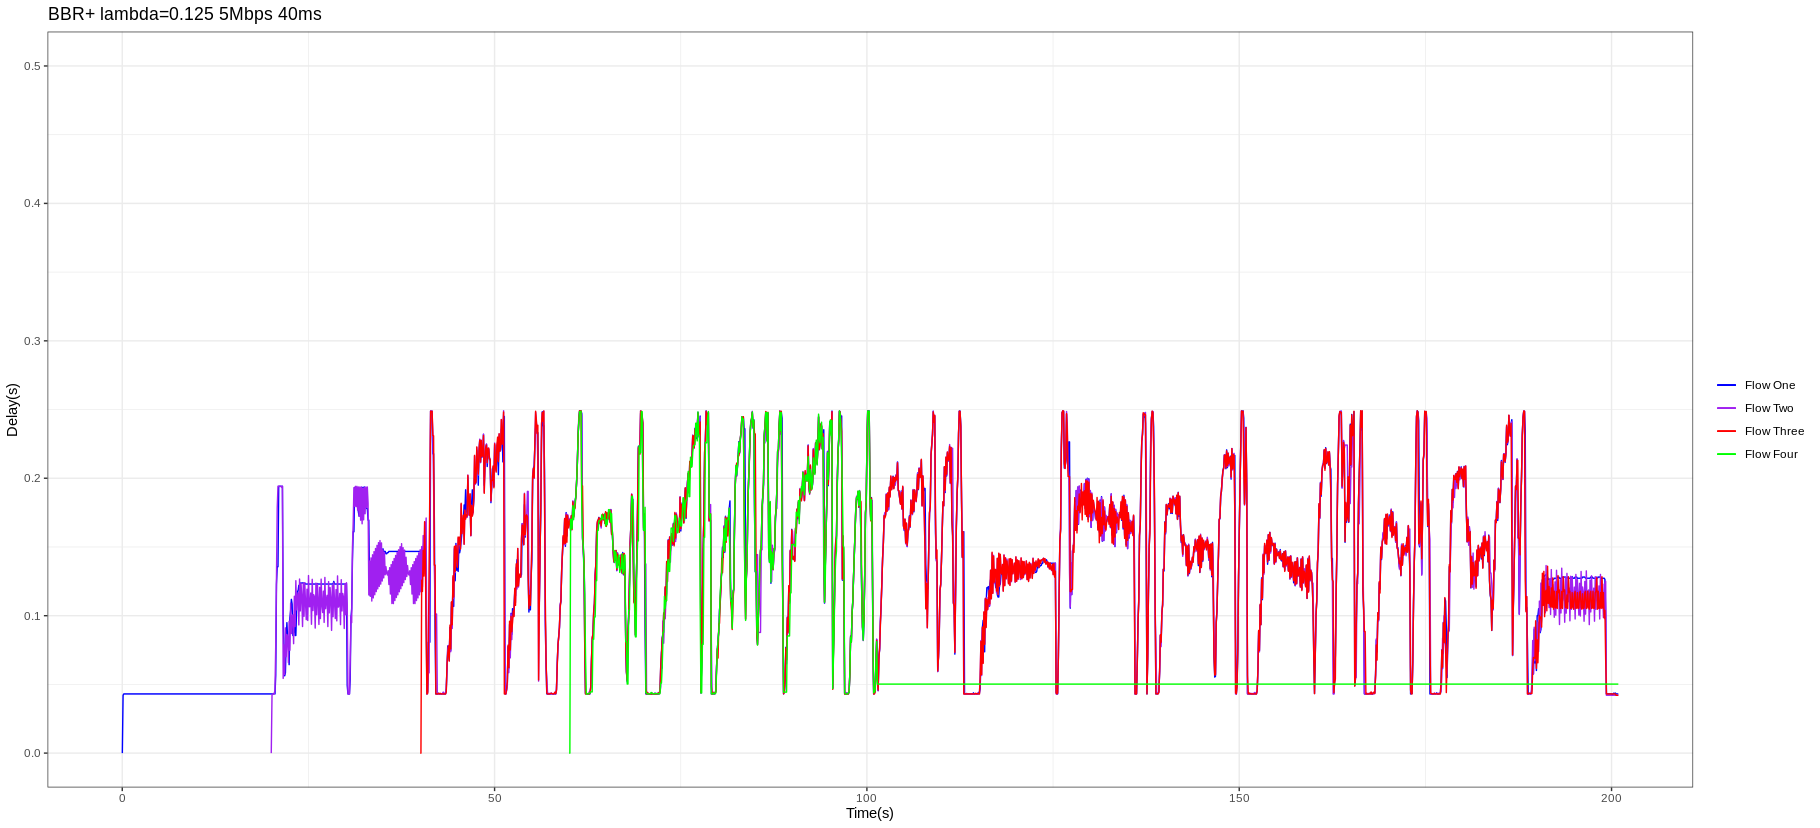 BBR+ lambda=0.125 5Mbps 40ms
0.5
0.4
0.3
0.2
0.1
0.0
Delay(s)
0 50 100 150 200
Time(s)
Flow One
Flow Two
Flow Three
Flow Four